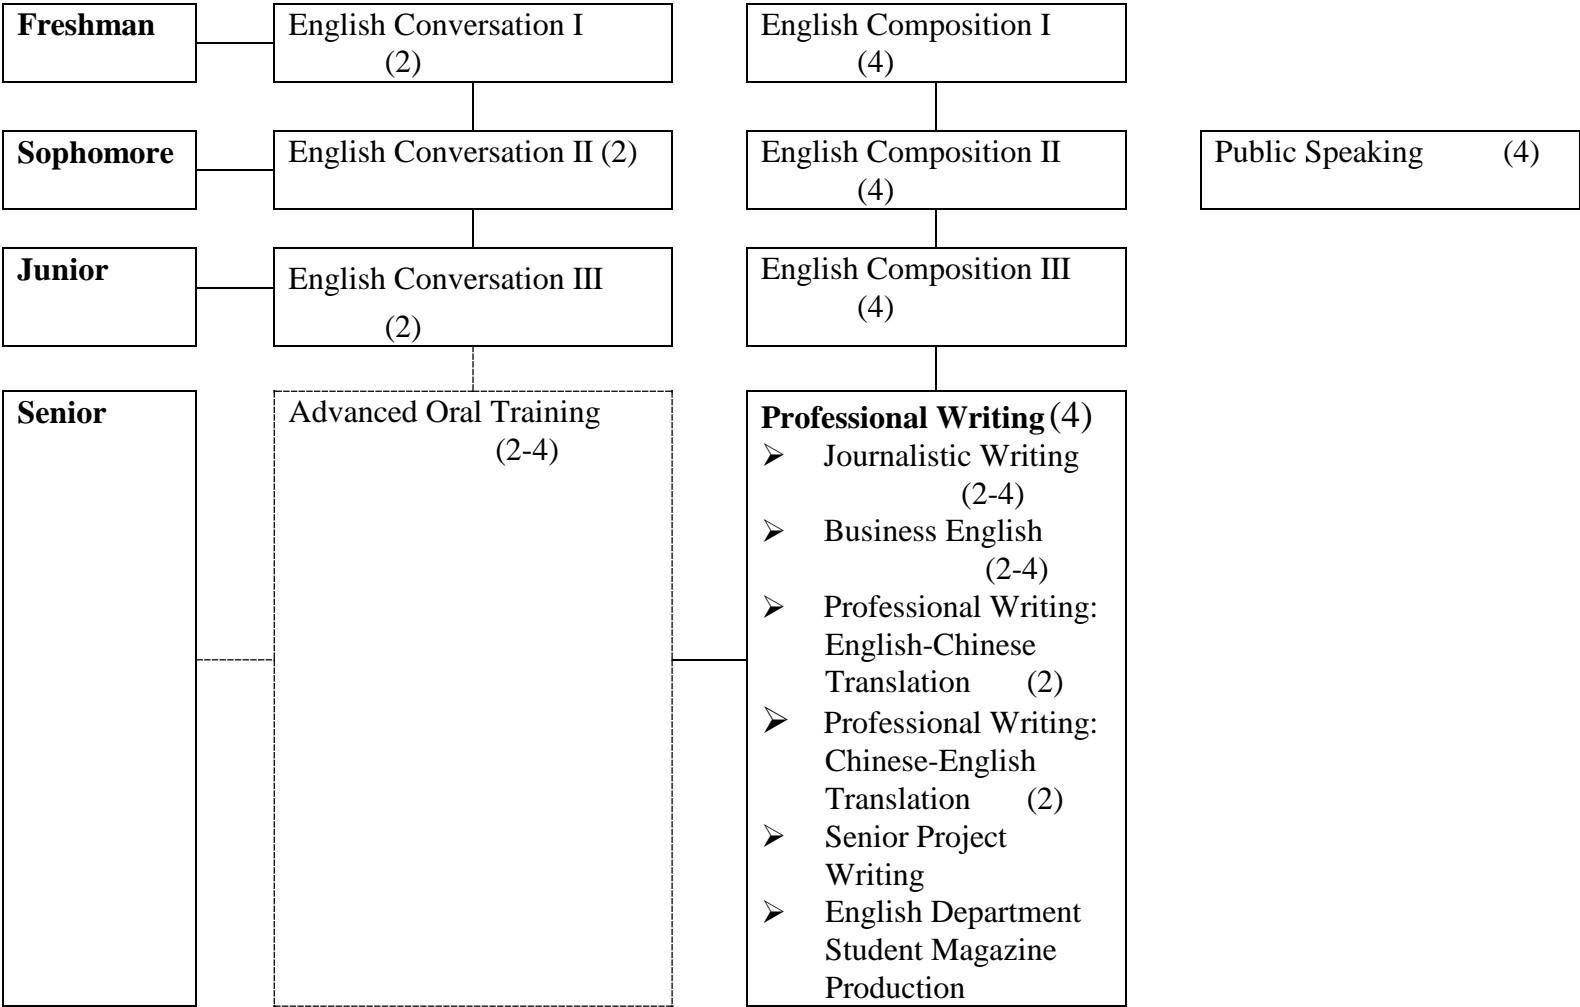 Freshman
English Conversation I
(2)
English Composition I
(4)
Sophomore
English Conversation II (2)
English Composition II
(4)
Public Speaking (4)
Junior
English Conversation III
(2)
English Composition III
(4)
Senior
Advanced Oral Training
(2-4)
Professional Writing (4)
➢ Journalistic Writing
(2-4)
➢ Business English
(2-4)
➢ Professional Writing:
English-Chinese
Translation (2)
➢ Professional Writing:
Chinese-English
Translation (2)
➢ Senior Project
Writing
➢ English Department
Student Magazine
Production